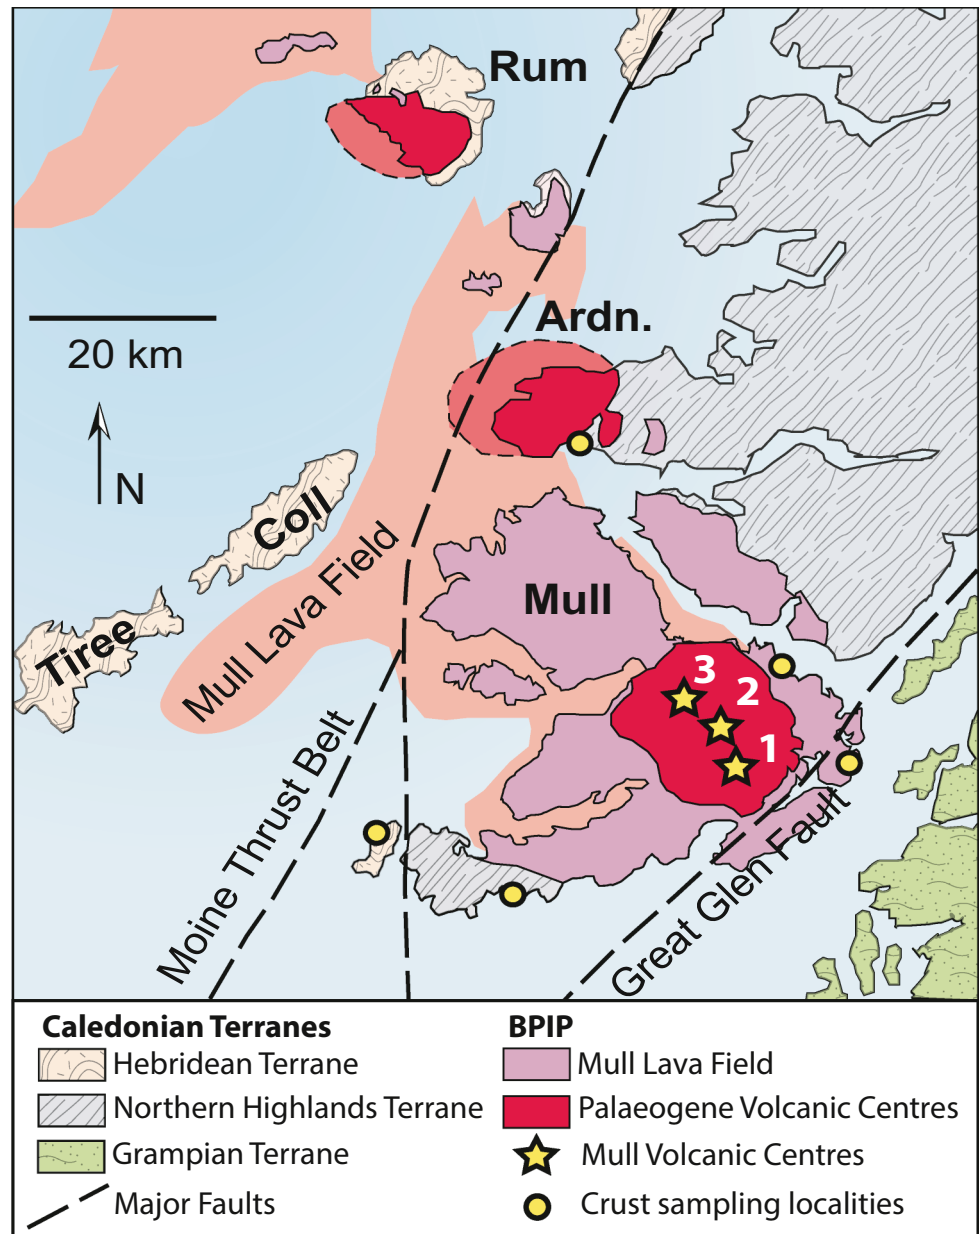 Rum
20 km
N
Ardn.
Coll
Tiree
Mull Lava Field
Mull
3
2
1
Moine Thrust Belt
Great Glen Fault
Caledonian Terranes
Hebridean Terrane
Northern Highlands Terrane
Grampian Terrane
Major Faults
BPIP
Mull Lava Field
Palaeogene Volcanic Centres
Mull Volcanic Centres
Crust sampling localities